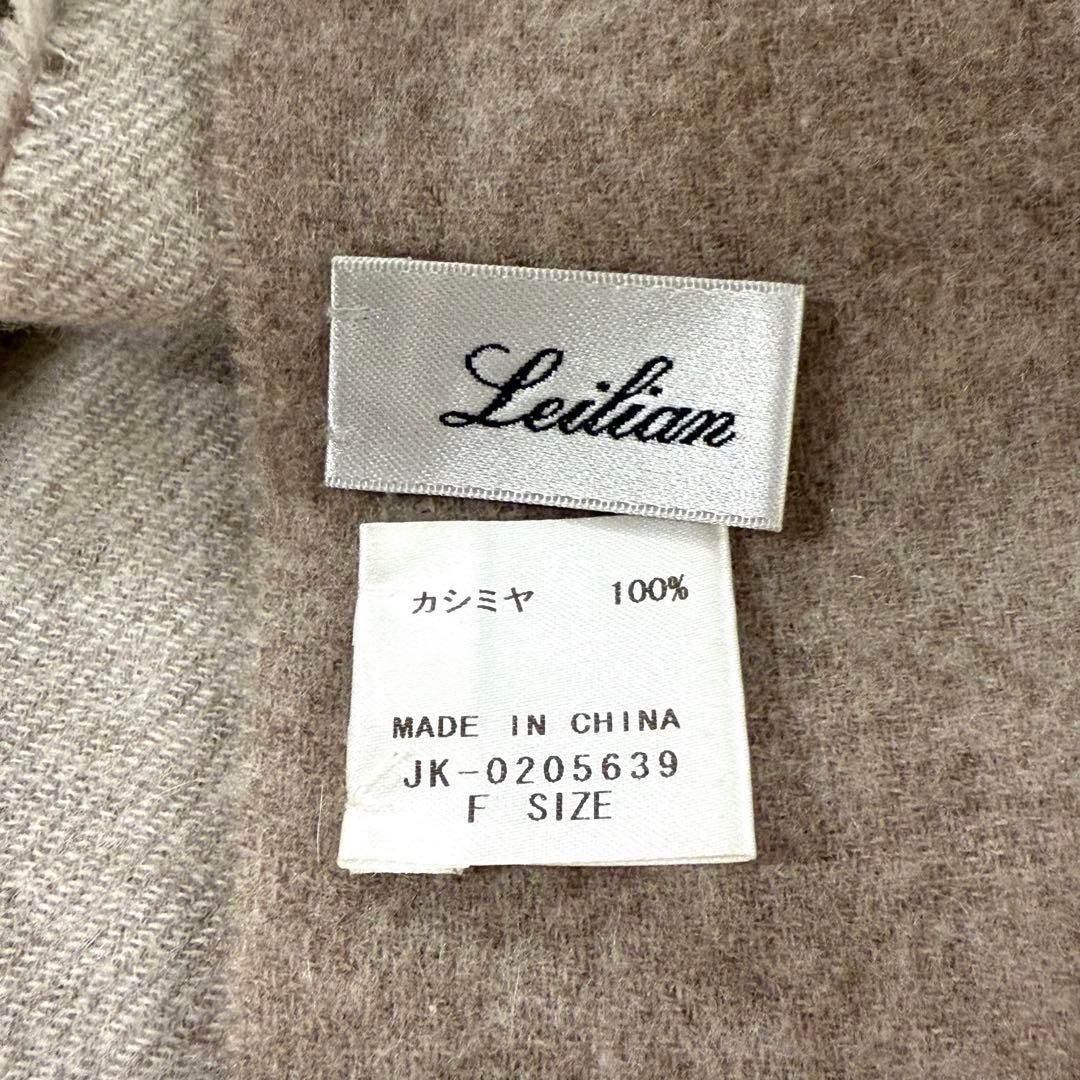 Leilian
カシミヤ 100%
MADE IN CHINA
JK-0205639
F SIZE